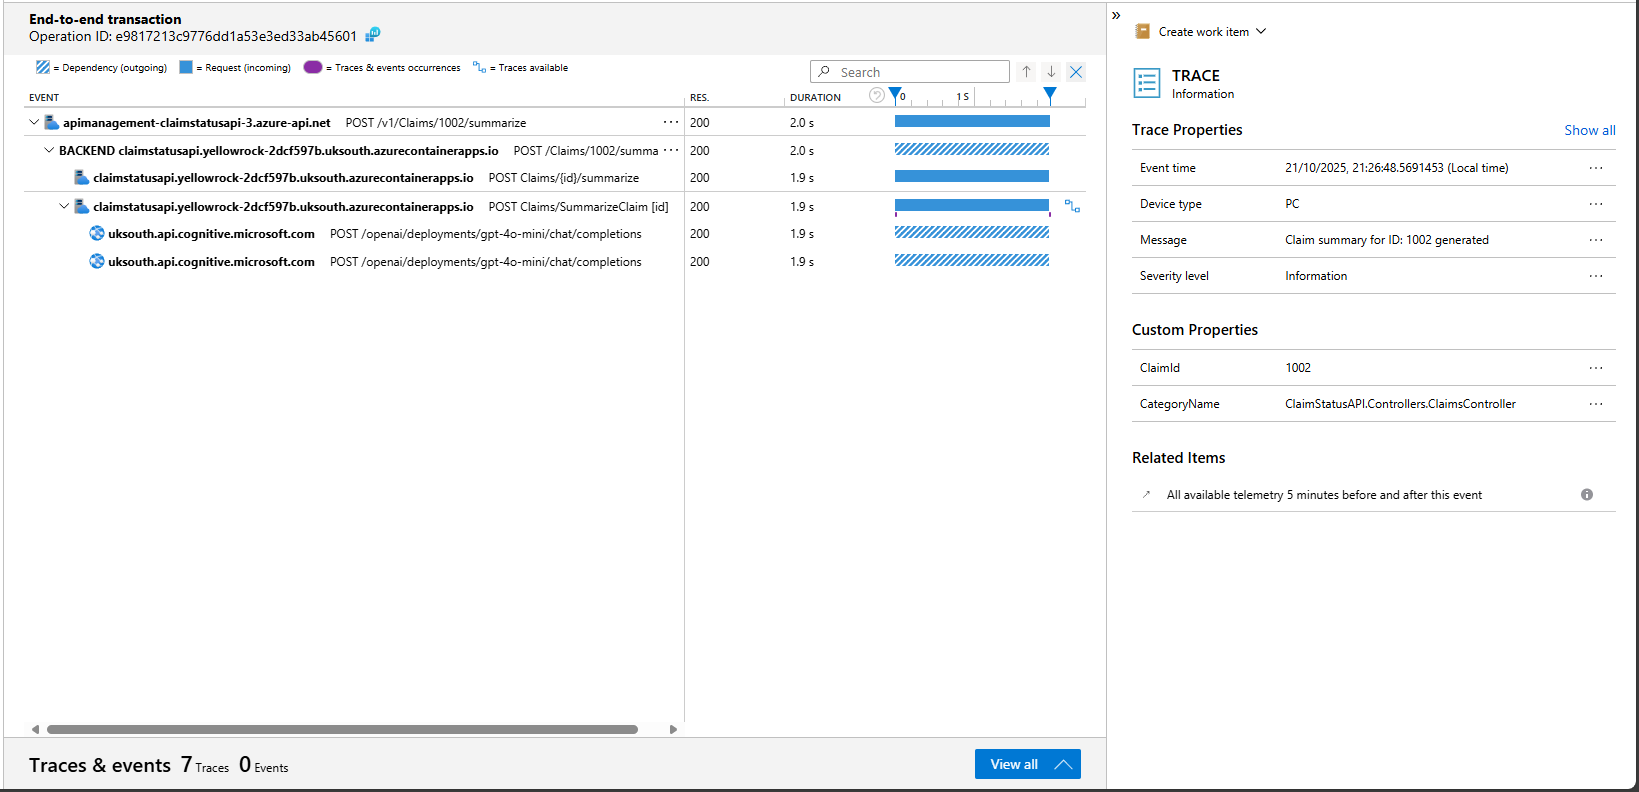 End-to-end transaction
Operation ID: e9817213c9776dd1a53e3ed33ab45601
= Dependency (outgoing) = Request (incoming) = Traces & events occurrences = Traces available
Search
EVENT RES. DURATION 0 1 S
apimanagement-claimstatusapi-3.azure-api.net POST /v1/Claims/1002/summarize ... 200 2.0 s
BACKEND claimstatusapi.yellowrock-2dcf597b.uksouth.azurecontainerapps.io POST /Claims/1002/summa ... 200 2.0 s
claimstatusapi.yellowrock-2dcf597b.uksouth.azurecontainerapps.io POST Claims/{id}/summarize 200 1.9 s
claimstatusapi.yellowrock-2dcf597b.uksouth.azurecontainerapps.io POST Claims/SummarizeClaim [id] 200 1.9 s
uksouth.api.cognitive.microsoft.com POST /openai/deployments/gpt-4o-mini/chat/completions 200 1.9 s
uksouth.api.cognitive.microsoft.com POST /openai/deployments/gpt-4o-mini/chat/completions 200 1.9 s
Traces & events 7 Traces 0 Events
View all
Create work item
TRACE
Information
Trace Properties Show all
Event time 21/10/2025, 21:26:48.5691453 (Local time) ...
Device type PC ...
Message Claim summary for ID: 1002 generated ...
Severity level Information ...
Custom Properties
ClaimId 1002 ...
CategoryName ClaimStatusAPI.Controllers.ClaimsController ...
Related Items
All available telemetry 5 minutes before and after this event